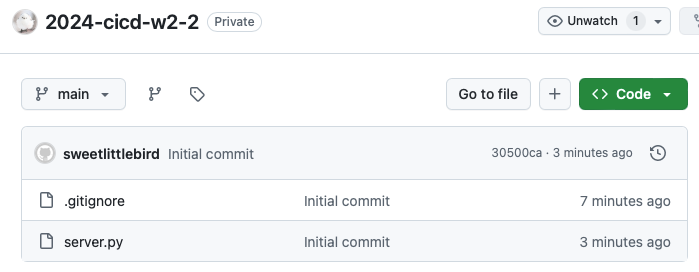 2024-cicd-w2-2 Private Unwatch 1
main Go to file Code
sweetlittlebird Initial commit 30500ca · 3 minutes ago
.gitignore Initial commit 7 minutes ago
server.py Initial commit 3 minutes ago